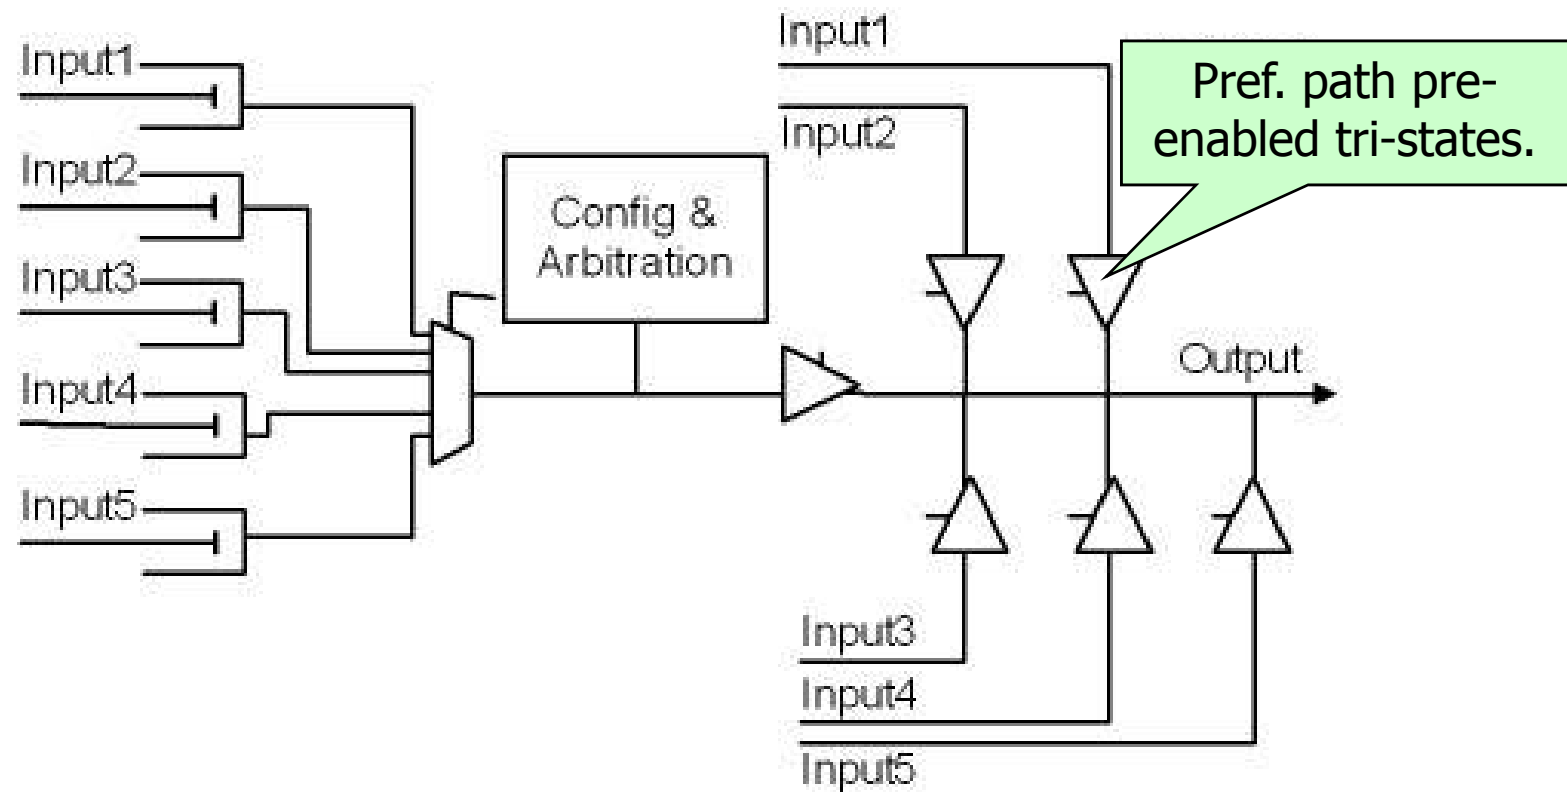 Input1
Input2
Input3
Input4
Input5
Config &
Arbitration
Input1
Input2
Pref. path pre-
enabled tri-states.
Output
Input3
Input4
Input5